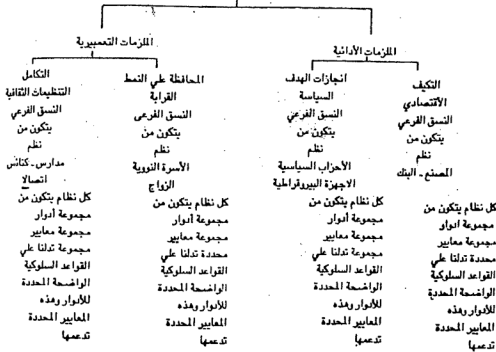 الملزمات الأدائية
الملزمات التعبيرية
التكيف
الأقتصادي
النسق الفرعي
يتكون من
نظم
المصنع - البنك
كل نظام يتكون من
مجموعة ادوار
مجموعة معايير
محددة تدلنا علي
القواعد السلوكية
الواضحة المحددة
للأدوار وهذه
المعايير المحددة
تدعمها
انجازات الهدف
السياسة
النسق الفرعي
يتكون من
نظم
الأحزاب السياسية
الاجهزة البيروقراطية
كل نظام يتكون من
مجموعة أدوار
مجموعة معايير
محددة تدلنا علي
القواعد السلوكية
الواضحة المحددة
للأدوار وهذه
المعايير المحددة
تدعمها
المحافظة علي النمط
القرابة
النسق الفرعى
يتكون من
نظم
الأسرة النووية
الزواج
كل نظام يتكون من
مجموعة أدوار
مجموعة معايير
محددة تدلنا علي
القواعد السلوكية
الواضحة المحددة
للأدوار وهذه
المعايير المحددة
تدعمها
التكامل
التنظيمات الثقافية
النسق الفرعي
يتكون من
نظم
مدارس - كنائس
اتصالا
كل نظام يتكون من
مجموعة أدوار
مجموعة معايير
محددة تدلنا علي
القواعد السلوكية
الواضحة المحددة
للأدوار وهذه
المعايير المحددة
تدعمها